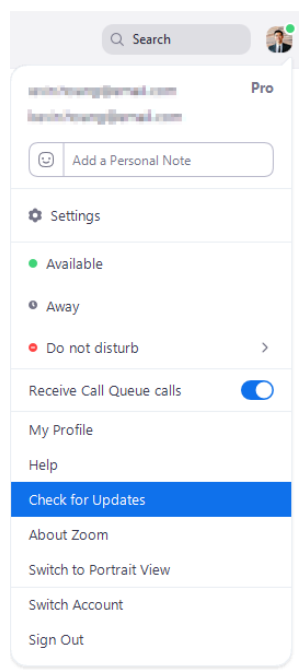 Search
Pro
Add a Personal Note
Settings
Available
Away
Do not disturb
Receive Call Queue calls
My Profile
Help
Check for Updates
About Zoom
Switch to Portrait View
Switch Account
Sign Out